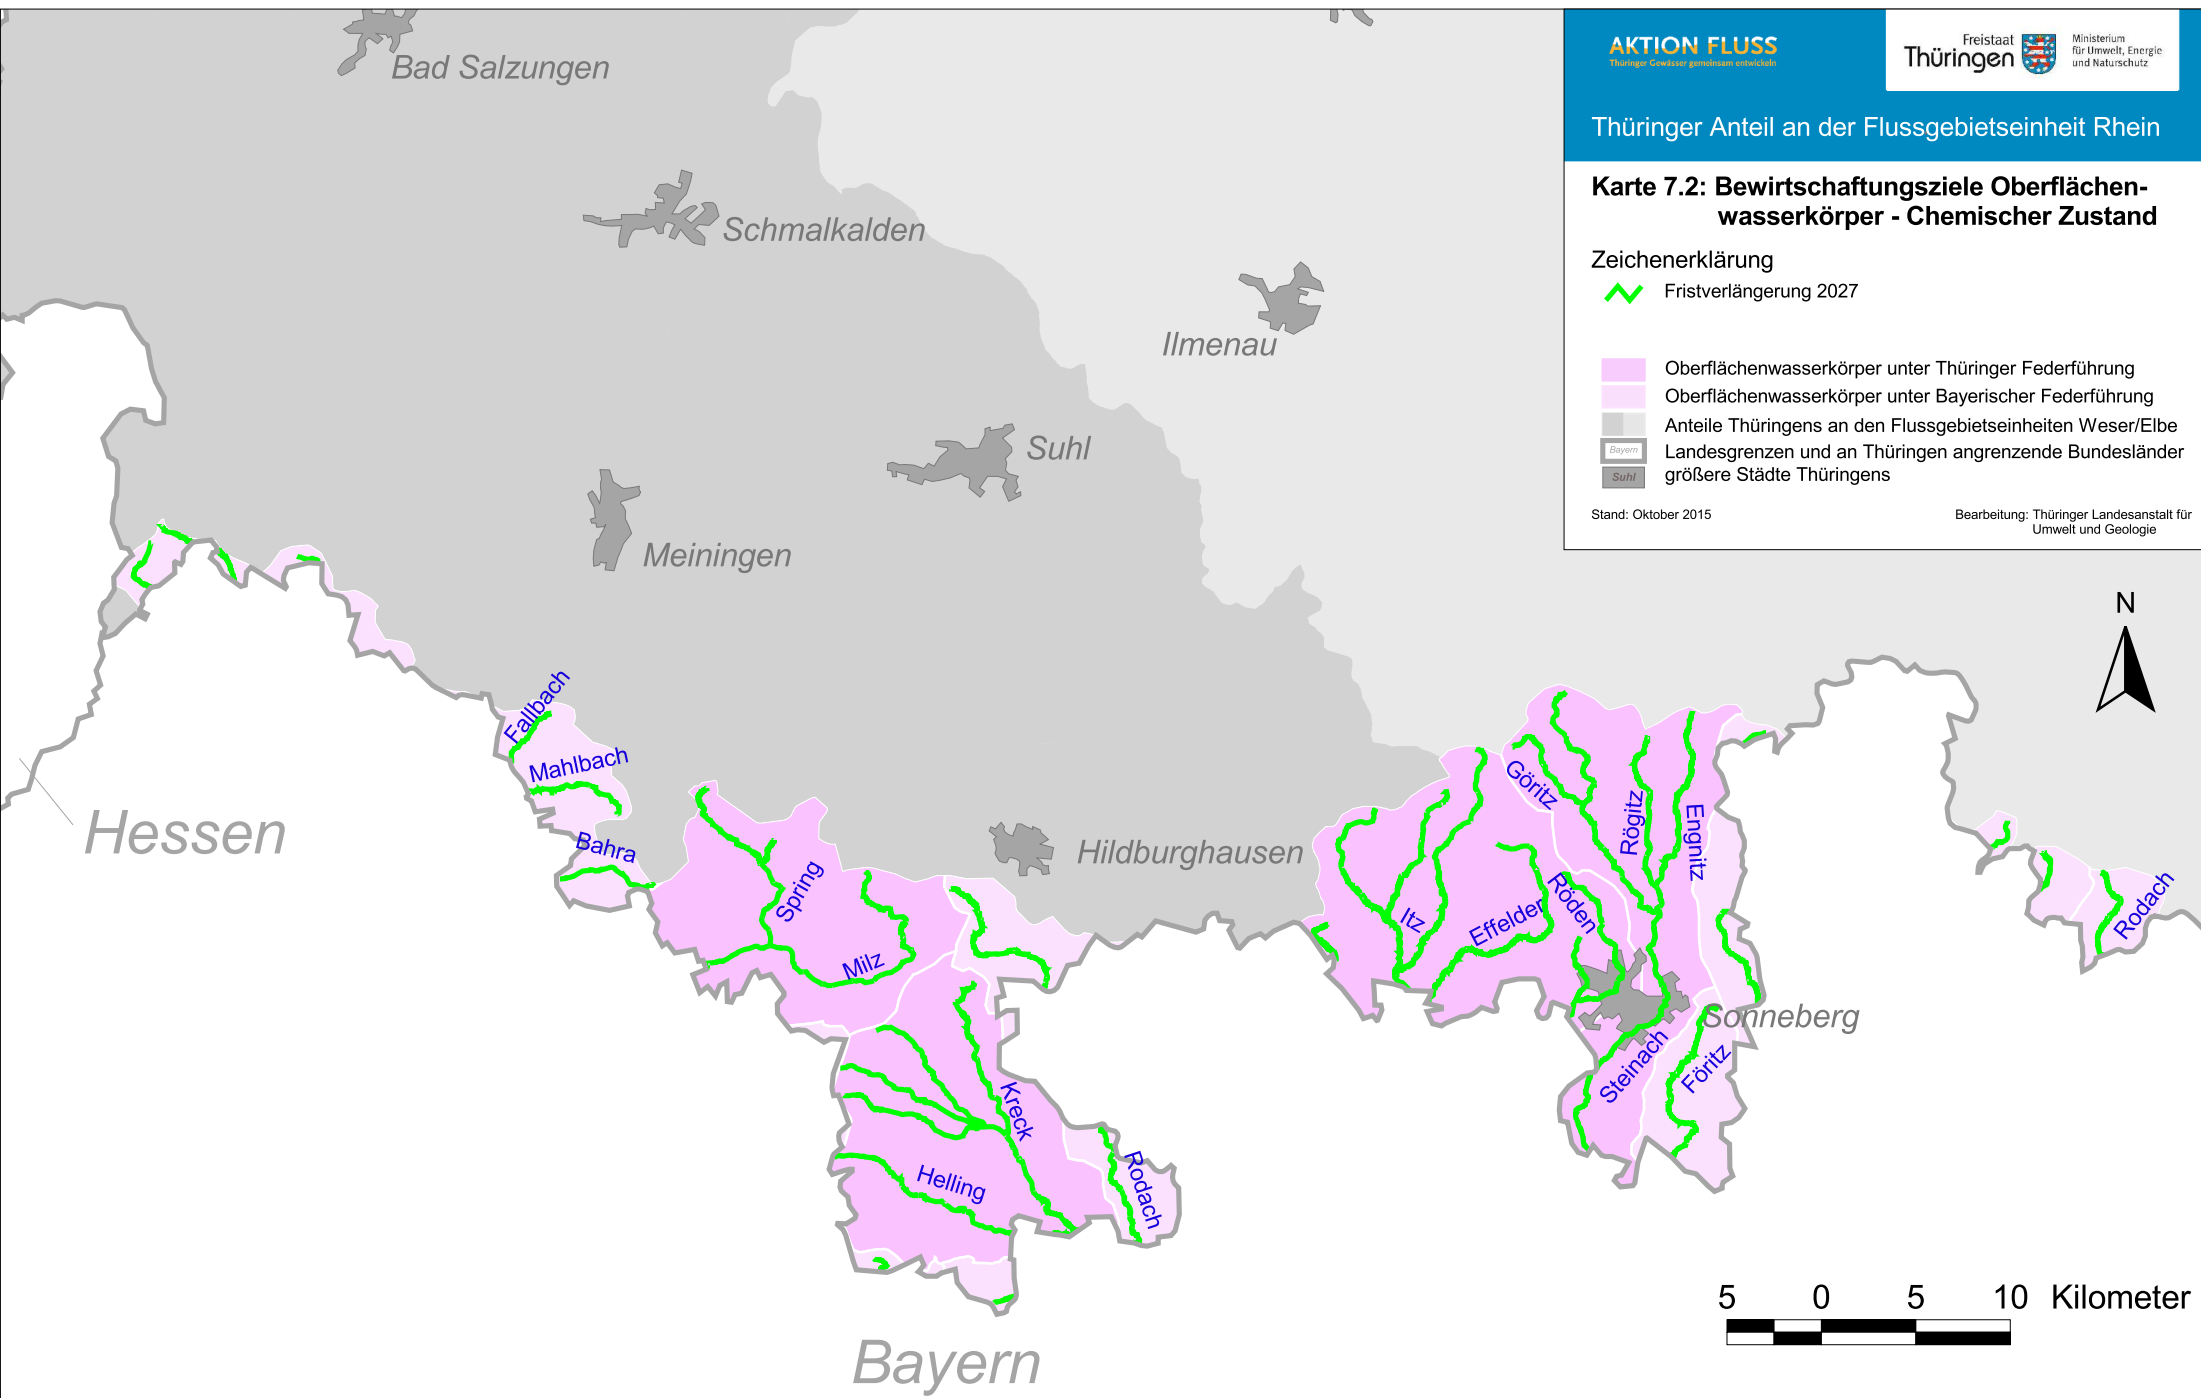 AKTION FLUSS
Thüringer Gewässer gemeinsam entwickeln
Freistaat
Thüringen
Ministerium
für Umwelt, Energie
und Naturschutz
Thüringer Anteil an der Flussgebietseinheit Rhein
Karte 7.2: Bewirtschaftungsziele Oberflächen-
wasserkörper - Chemischer Zustand
Zeichenerklärung
Fristverlängerung 2027
Oberflächenwasserkörper unter Thüringer Federführung
Oberflächenwasserkörper unter Bayerischer Federführung
Anteile Thüringens an den Flussgebietseinheiten Weser/Elbe
Bayern
Landesgrenzen und an Thüringen angrenzende Bundesländer
Suhl
größere Städte Thüringens
Stand: Oktober 2015
Bearbeitung: Thüringer Landesanstalt für
Umwelt und Geologie
Bad Salzungen
Schmalkalden
Ilmenau
Suhl
Meiningen
N
Fallbach
Mahlbach
Bahra
Hessen
Hildburghausen
Spring
Milz
Kreck
Helling
Rodach
Itz
Effelder
Röden
Göritz
Rögitz
Engnitz
Sonneberg
Steinach
Föritz
Rodach
5 0 5 10 Kilometer
Bayern